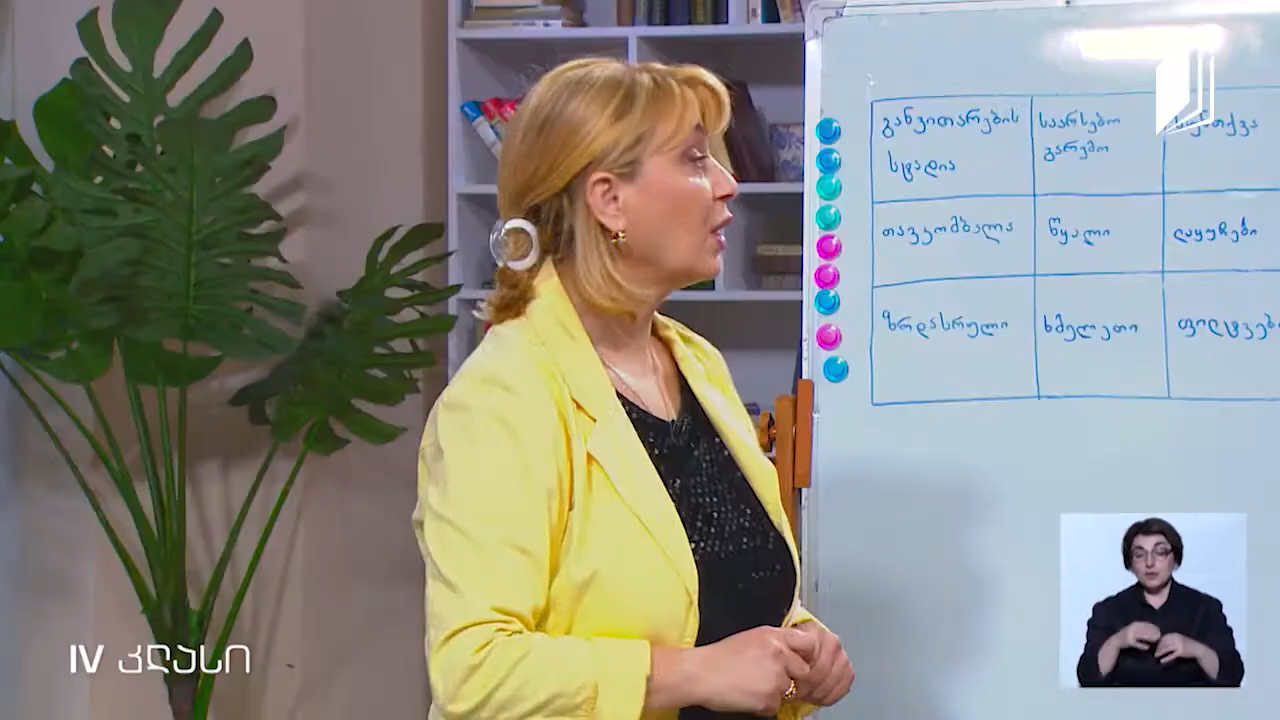 განვითარების
სტადია
საარსებო
გარემო
თავკომბალა
წყალი
ლაყუჩები
ზრდასრული
ხმელეთი
IV კლასი